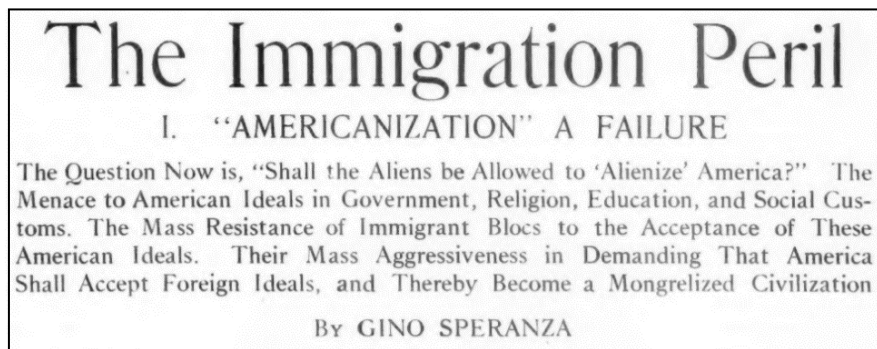 The Immigration Peril
I. “AMERICANIZATION” A FAILURE
The Question Now is, “Shall the Aliens be Allowed to ‘Alienize’ America?” The
Menace to American Ideals in Government, Religion, Education, and Social Cus-
toms. The Mass Resistance of Immigrant Blocs to the Acceptance of These
American Ideals. Their Mass Aggressiveness in Demanding That America
Shall Accept Foreign Ideals, and Thereby Become a Mongrelized Civilization
By GINO SPERANZA